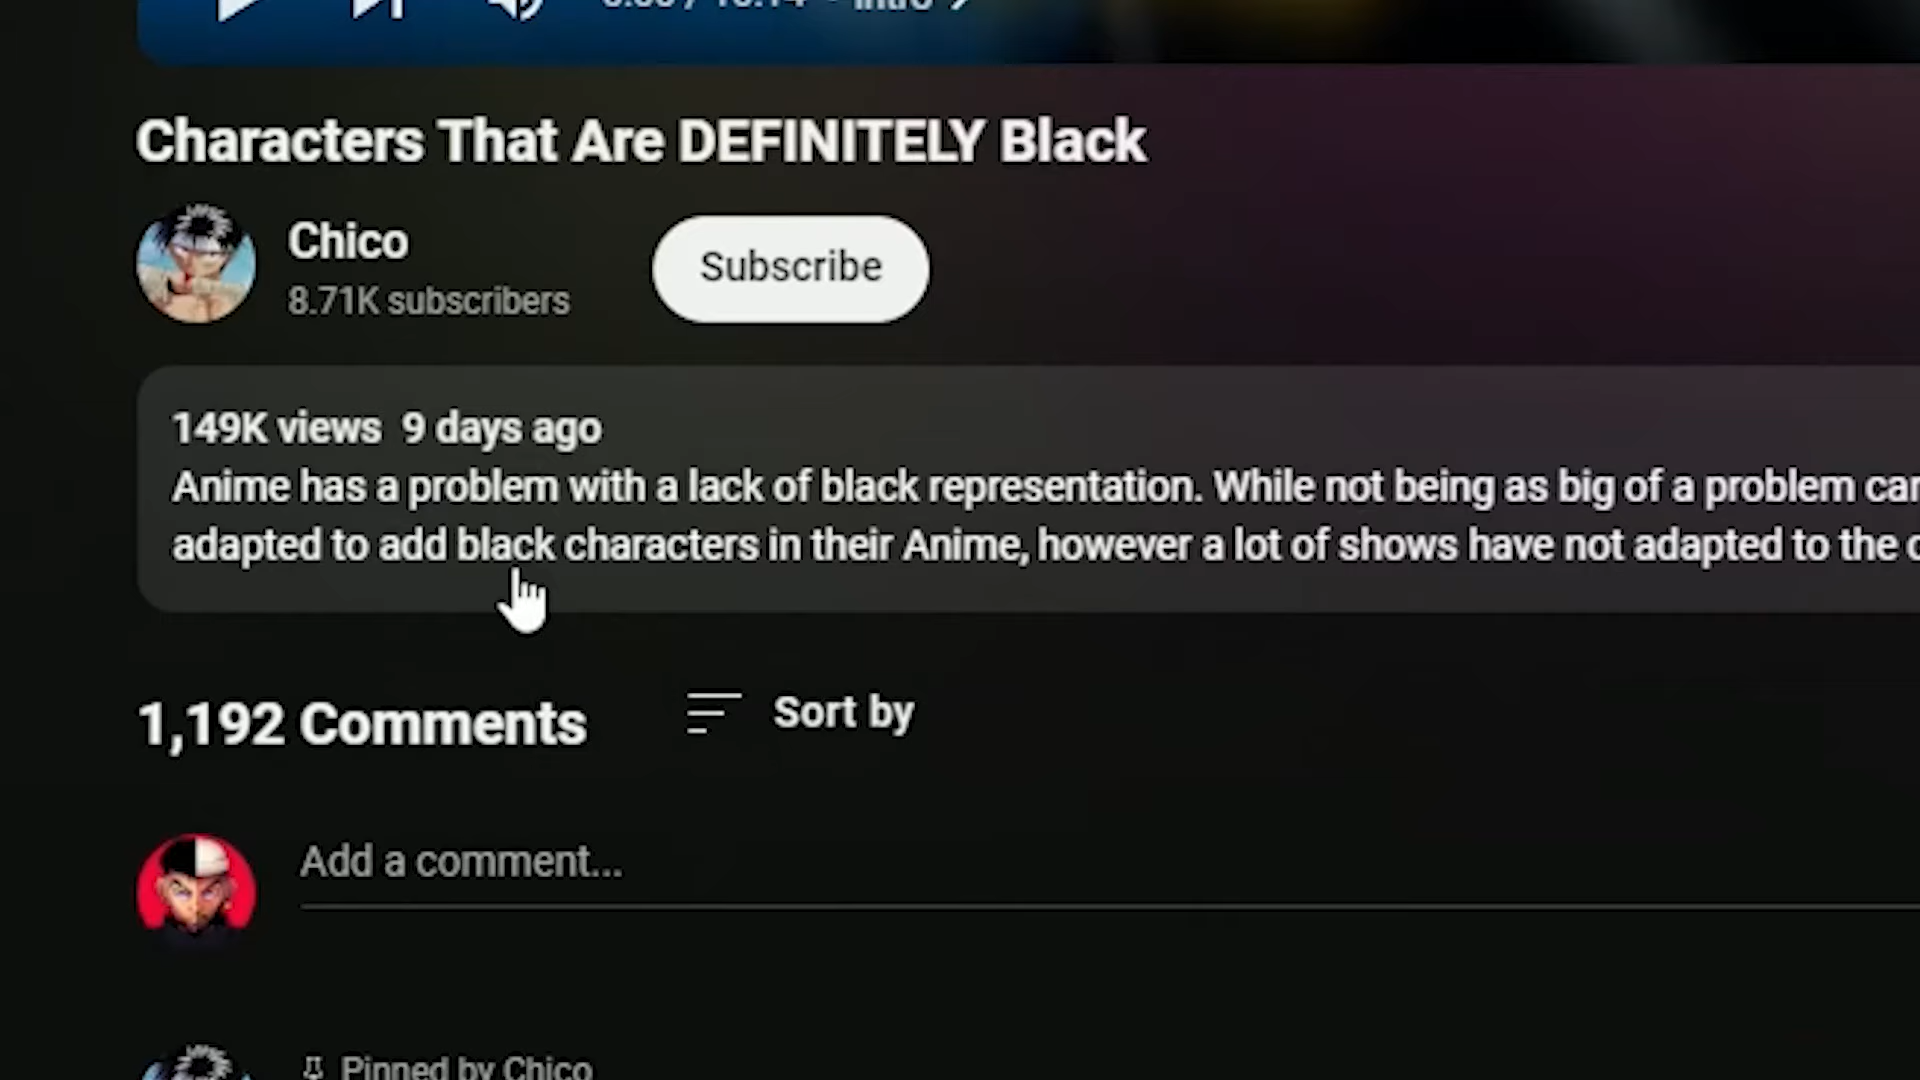 Characters That Are DEFINITELY Black
Chico
8.71K subscribers
Subscribe
149K views 9 days ago
Anime has a problem with a lack of black representation. While not being as big of a problem
adapted to add black characters in their Anime, however a lot of shows have not adapted to the
1,192 Comments
Sort by
Add a comment...
Pinned by Chico